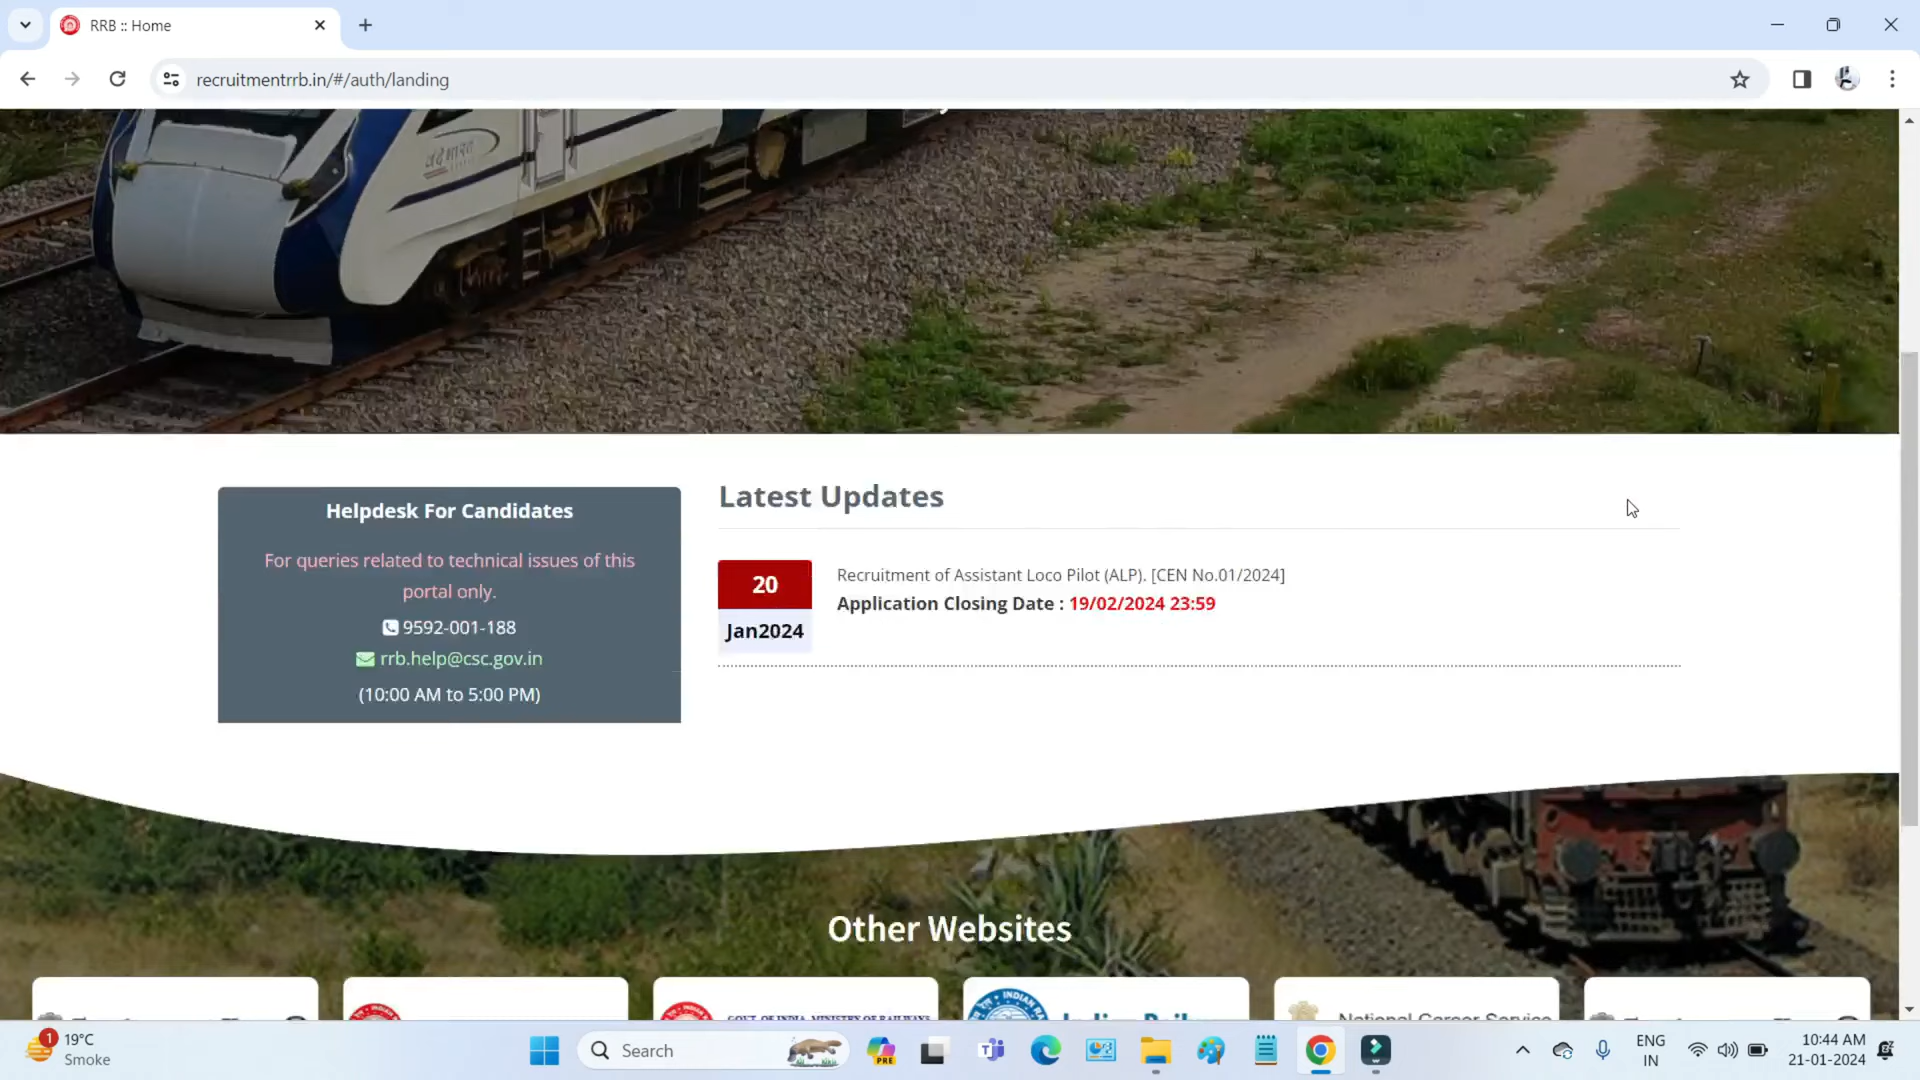 RRB :: Home
recruitmentrrb.in/#/auth/landing
वंदे भारत
Latest Updates
Helpdesk For Candidates
For queries related to technical issues of this
portal only.
9592-001-188
rrb.help@csc.gov.in
(10:00 AM to 5:00 PM)
20
Jan2024
Recruitment of Assistant Loco Pilot (ALP). [CEN No.01/2024]
Application Closing Date : 19/02/2024 23:59
Other Websites
GOVT. OF INDIA, MINISTRY OF RAILWAYS
INDIAN
National Career Service
1
19°C
Smoke
Search
PRE
ENG
IN
10:44 AM
21-01-2024